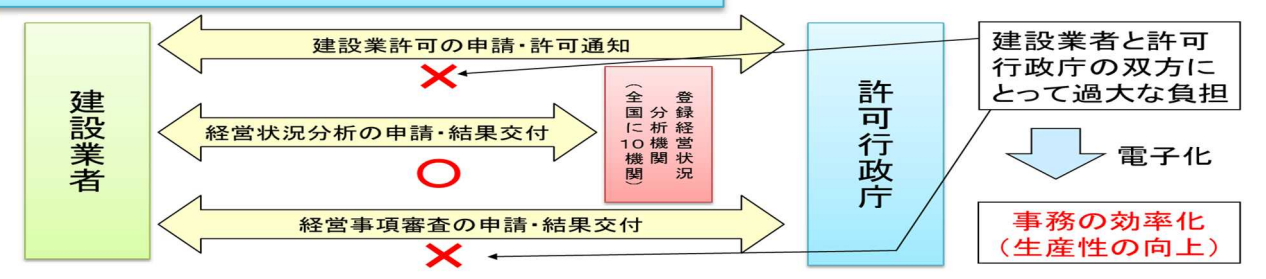 建設業者
建設業許可の申請・許可通知
×
経営状況分析の申請・結果交付
○
経営事項審査の申請・結果交付
×
登録経営状況
分析機関
(全国に10機関)
許可行政庁
建設業者と許可
行政庁の双方に
とって過大な負担
電子化
事務の効率化
(生産性の向上)